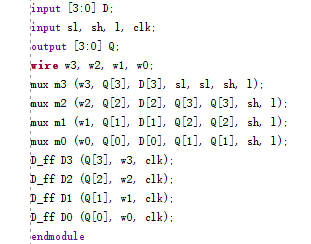 input [3:0] D;
input sl, sh, l, clk;
output [3:0] Q;
wire w3, w2, w1, w0;
mux m3 (w3, Q[3], D[3], sl, sl, sh, l);
mux m2 (w2, Q[2], D[2], Q[3], Q[3], sh, l);
mux m1 (w1, Q[1], D[1], Q[2], Q[2], sh, l);
mux m0 (w0, Q[0], D[0], Q[1], Q[1], sh, l);
D_ff D3 (Q[3], w3, clk);
D_ff D2 (Q[2], w2, clk);
D_ff D1 (Q[1], w1, clk);
D_ff D0 (Q[0], w0, clk);
endmodule